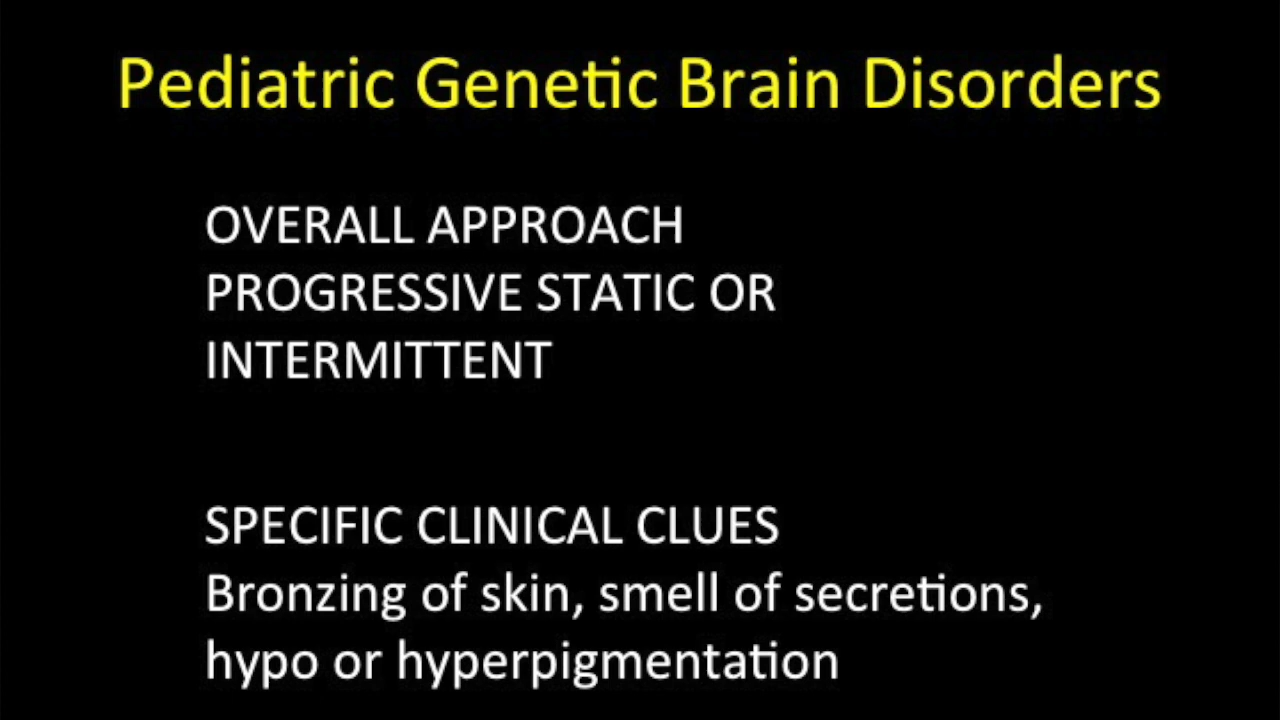 Pediatric Genetic Brain Disorders
OVERALL APPROACH
PROGRESSIVE STATIC OR
INTERMITTENT
SPECIFIC CLINICAL CLUES
Bronzing of skin, smell of secretions,
hypo or hyperpigmentation